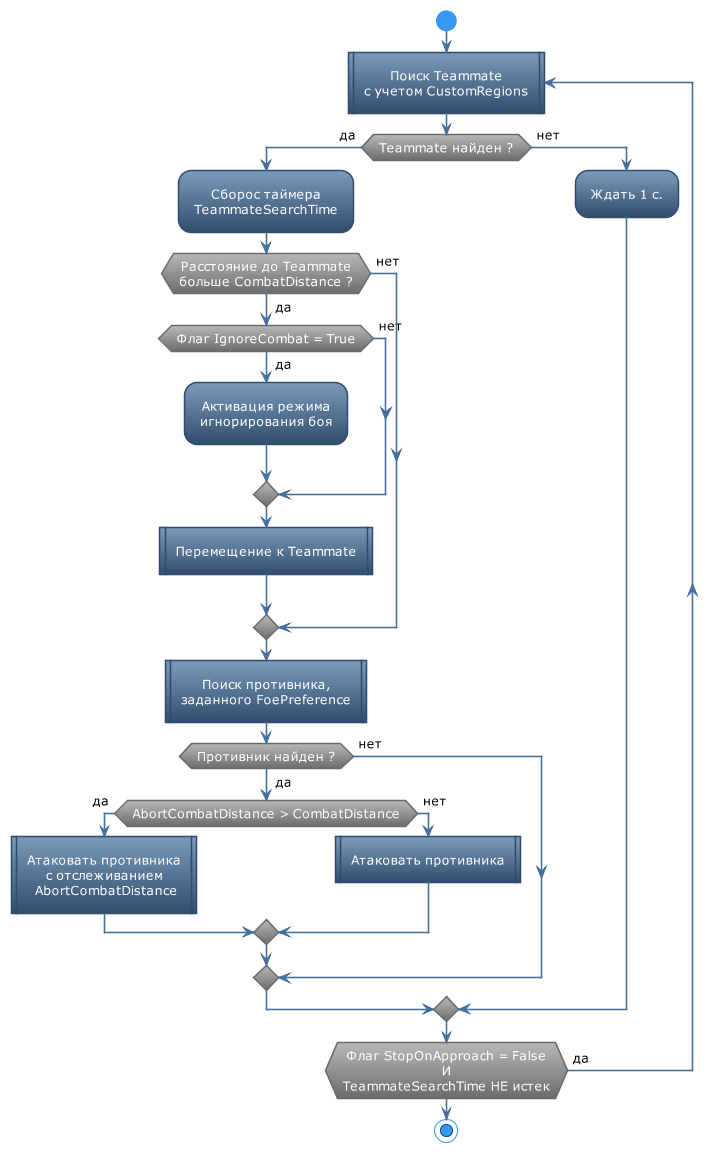 Поиск Teammate
с учетом CustomRegions
да
Teammate найден ?
нет
Сборос таймера
TeammateSearchTime
Ждать 1 с.
Расстояние до Teammate
больше CombatDistance ?
нет
да
Флаг IgnoreCombat = True
нет
да
Активация режима
игнорирования боя
Перемещение к Teammate
Поиск противника,
заданного FoePreference
Противник найден ?
нет
да
да
AbortCombatDistance > CombatDistance
нет
Атаковать противника
с отслеживанием
AbortCombatDistance
Атаковать противника
Флаг StopOnApproach = False
И
TeammateSearchTime НЕ истек
да